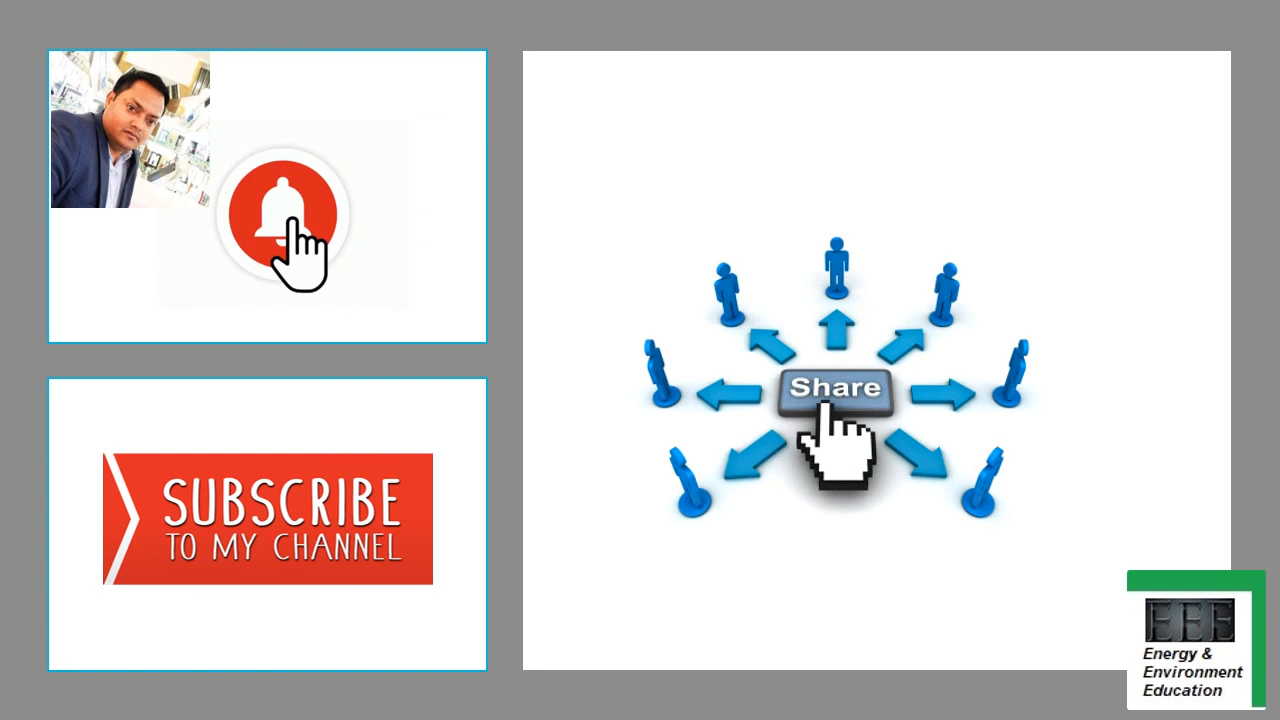 SUBSCRIBE
TO MY CHANNEL
Share
EEE
Energy &
Environment
Education